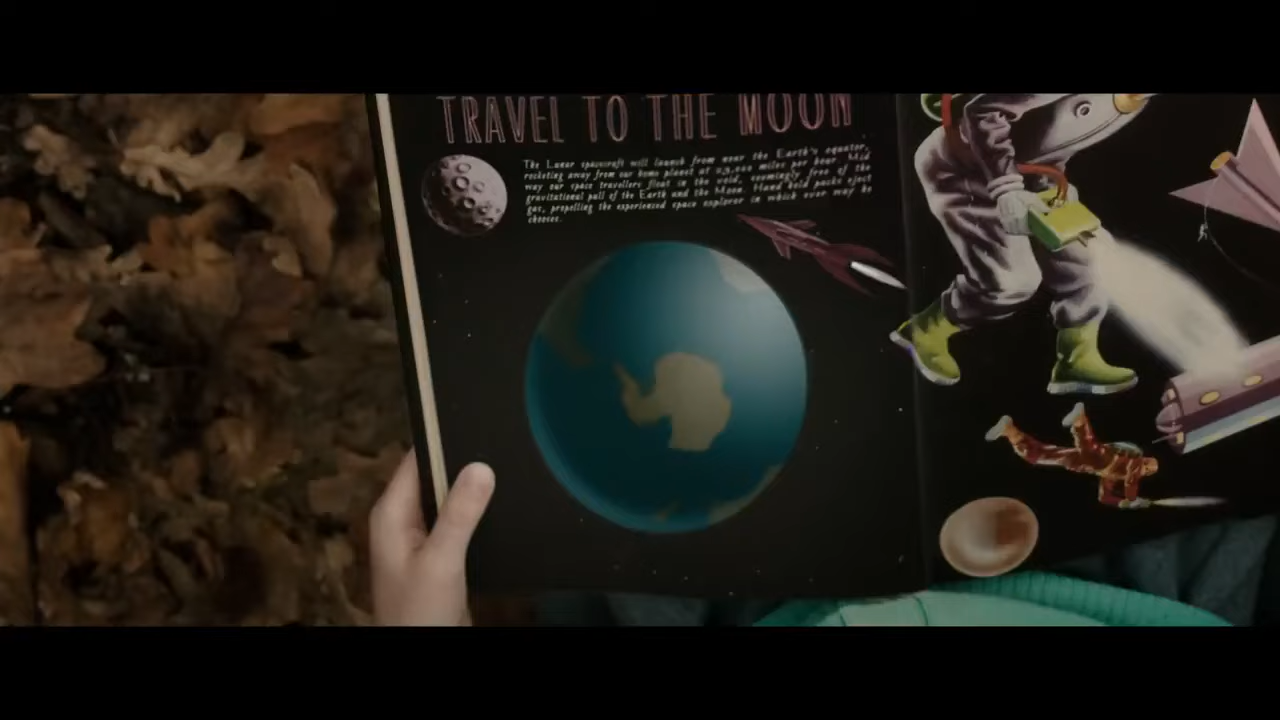 TRAVEL TO THE MOON
The Lunar spacecraft will launch from near the Earth's equator,
rocketing away from our home planet at 25,000 miles per hour. Mid
way our space travellers float in the void, seemingly free of the
gravitational pull of the Earth and the Moon. Hand held packs eject
gas, propelling the experienced space explorer in which ever way he
chooses.